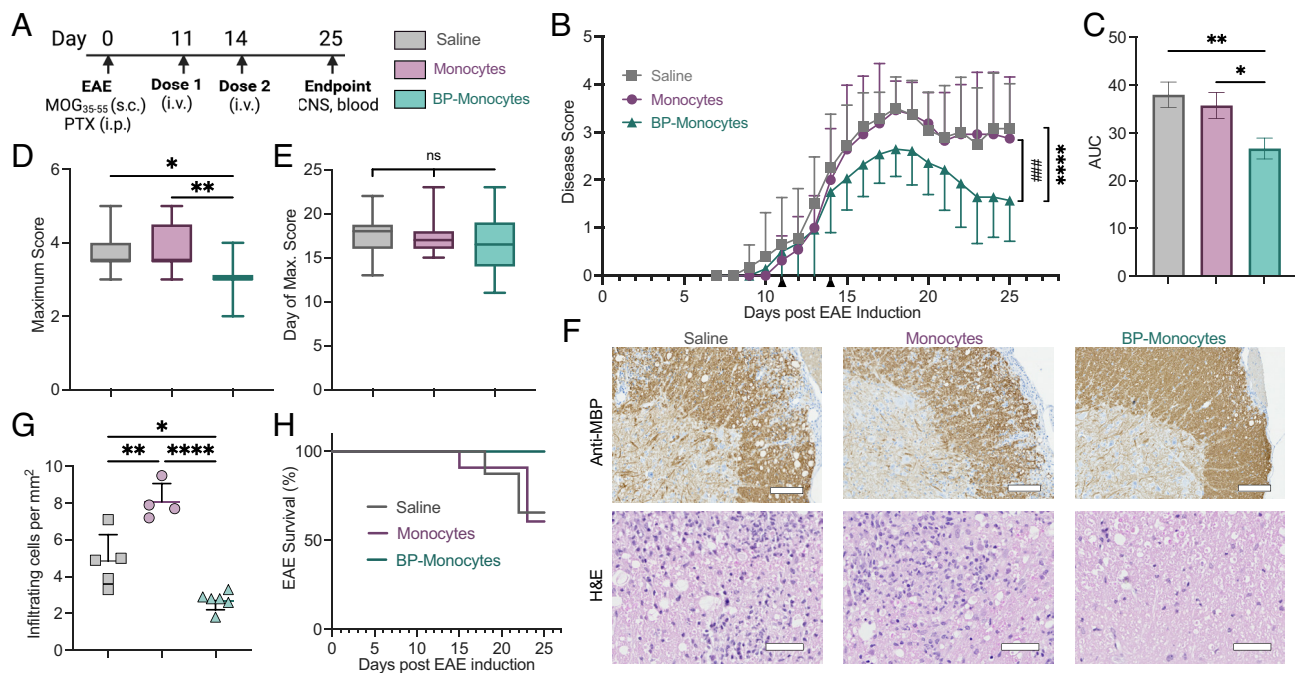 A
Day 0 11 14 25
EAE
MOG35-55 (s.c.)
PTX (i.p.)
Dose 1
(i.v.)
Dose 2
(i.v.)
Endpoint
CNS, blood
Saline
Monocytes
BP-Monocytes
B
Disease Score
5
4
3
2
1
0
Saline
Monocytes
BP-Monocytes
###
****
0 5 10 15 20 25
Days post EAE Induction
C
AUC
50
40
30
20
10
0
**
*
D
Maximum Score
6
4
2
0
*
**
E
Day of Max. Score
25
20
15
10
5
0
ns
F
Saline
Monocytes
BP-Monocytes
Anti-MBP
H&E
G
Infiltrating cells per mm²
10
8
6
4
2
0
*
** ****
H
EAE Survival (%)
100
50
0
Saline
Monocytes
BP-Monocytes
0 5 10 15 20 25
Days post EAE induction